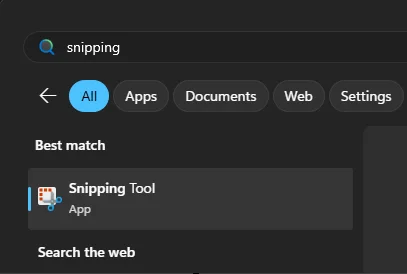 snipping
All Apps Documents Web Settings
Best match
Snipping Tool
App
Search the web